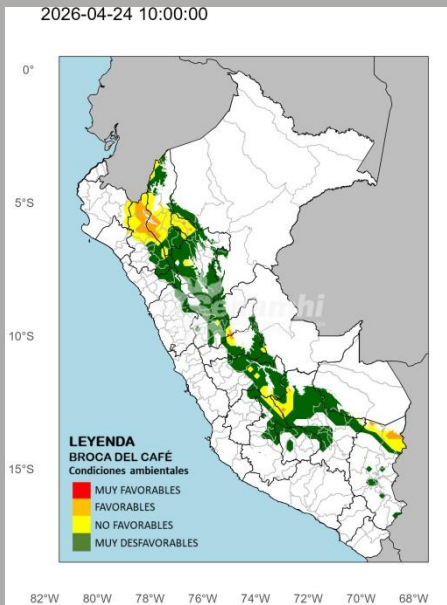 2026-04-24 10:00:00
0°
5°S
10°S
15°S
Senamhi
LEYENDA
BROCA DEL CAFÉ
Condiciones ambientales
MUY FAVORABLES
FAVORABLES
NO FAVORABLES
MUY DESFAVORABLES
82°W 80°W 78°W 76°W 74°W 72°W 70°W 68°W